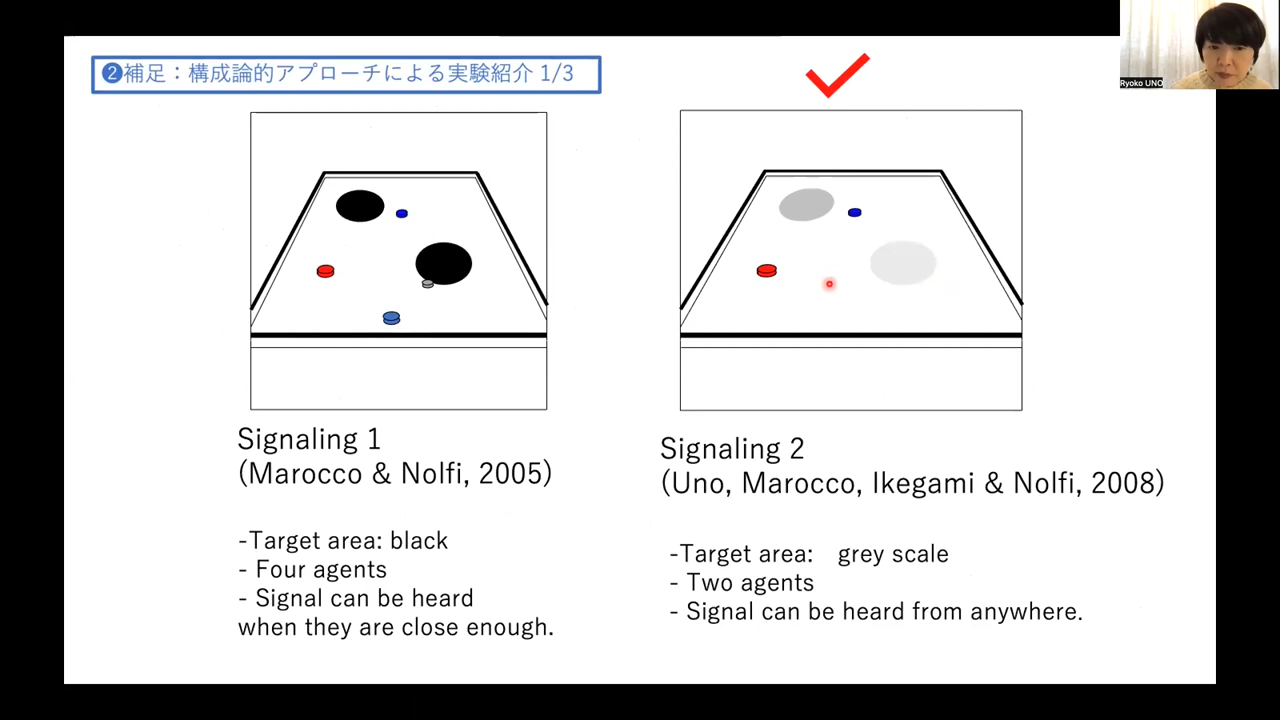 ❷補足：構成論的アプローチによる実験紹介 1/3
Ryoko UNO
Signaling 1
(Marocco & Nolfi, 2005)
-Target area: black
- Four agents
- Signal can be heard
when they are close enough.
Signaling 2
(Uno, Marocco, Ikegami & Nolfi, 2008)
-Target area:　grey scale
- Two agents
- Signal can be heard from anywhere.